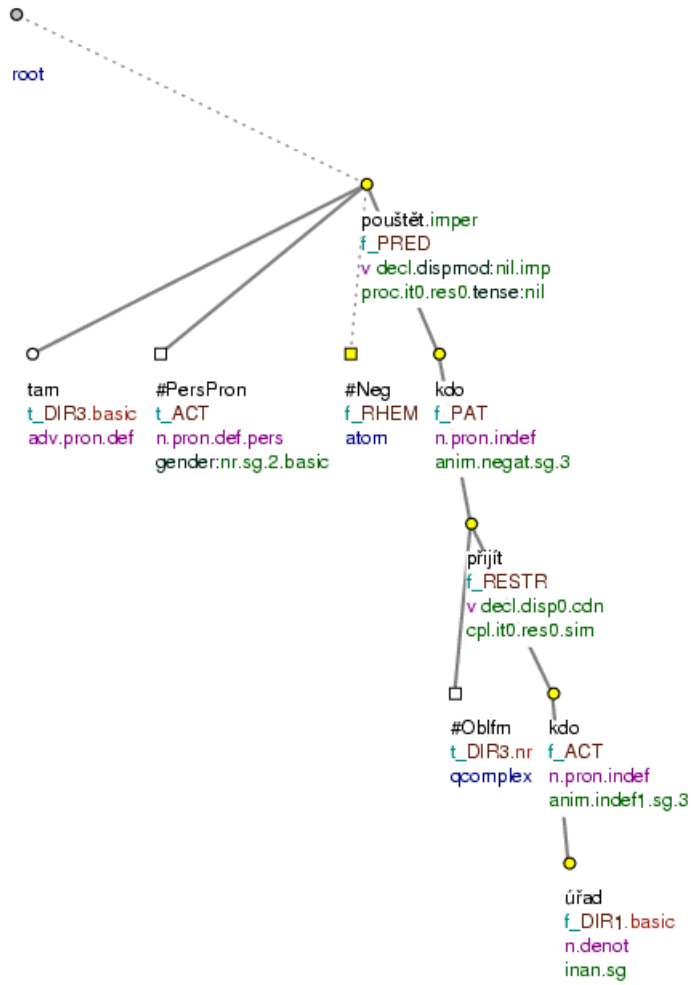 root
pouštět.imper
f_PRED
v decl.dispmod:nil.imp
proc.it0.res0.tense:nil
tam
t_DIR3.basic
adv.pron.def
#PersPron
t_ACT
n.pron.def.pers
gender:nr.sg.2.basic
#Neg
f_RHEM
atom
kdo
f_PAT
n.pron.indef
anim.negat.sg.3
přijít
f_RESTR
v decl.disp0.cdn
cpl.it0.res0.sim
#Oblfm
t_DIR3.nr
qcomplex
kdo
f_ACT
n.pron.indef
anim.indef1.sg.3
úřad
f_DIR1.basic
n.denot
inan.sg